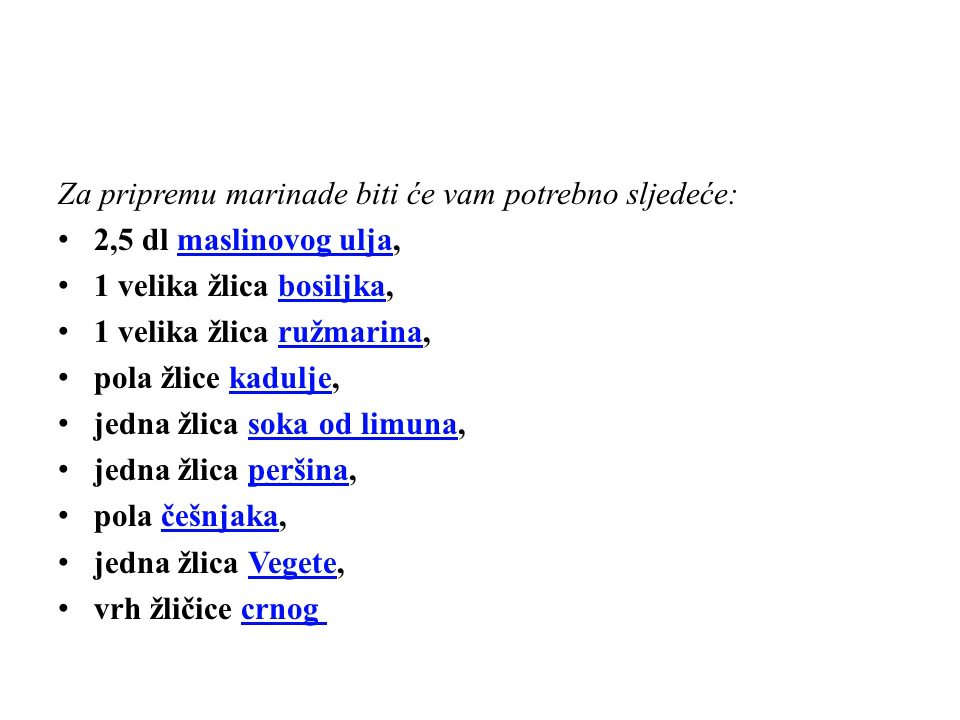 Za pripremu marinade biti će vam potrebno sljedeće:
• 2,5 dl maslinovog ulja,
• 1 velika žlica bosiljka,
• 1 velika žlica ružmarina,
• pola žlice kadulje,
• jedna žlica soka od limuna,
• jedna žlica peršina,
• pola češnjaka,
• jedna žlica Vegete,
• vrh žličice crnog